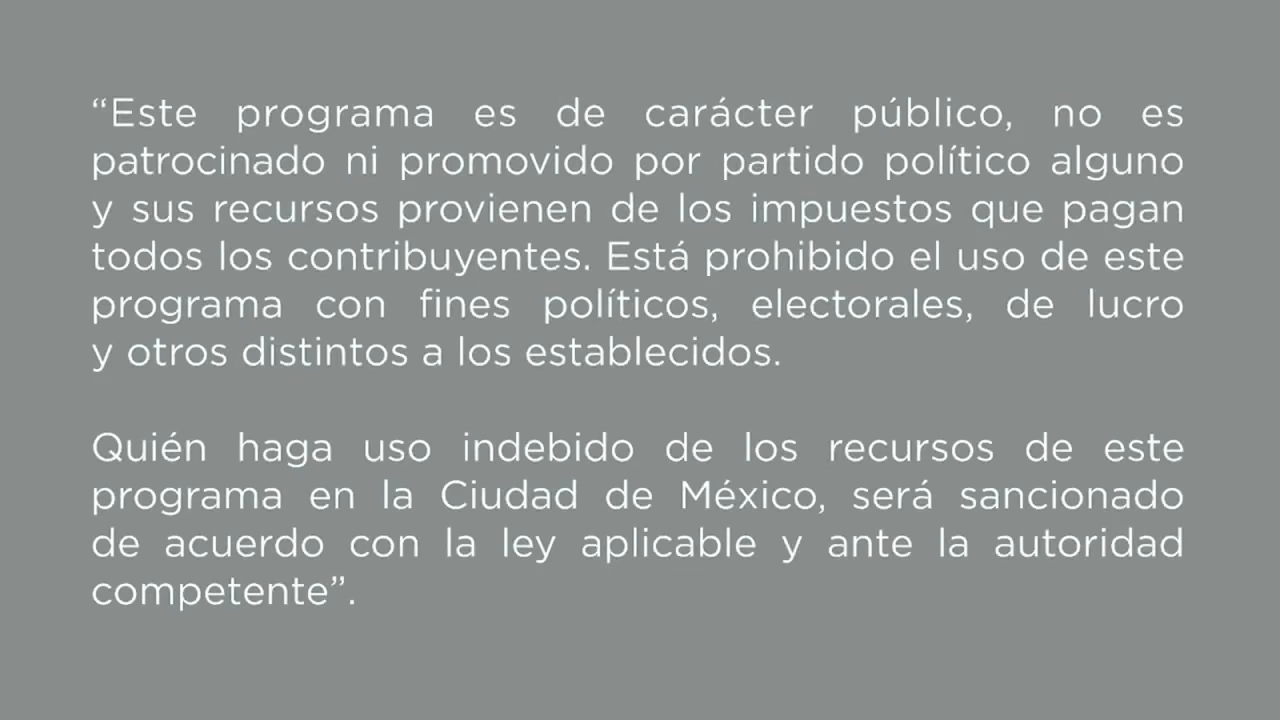 “Este programa es de carácter público, no es
patrocinado ni promovido por partido político alguno
y sus recursos provienen de los impuestos que pagan
todos los contribuyentes. Está prohibido el uso de este
programa con fines políticos, electorales, de lucro
y otros distintos a los establecidos.
Quién haga uso indebido de los recursos de este
programa en la Ciudad de México, será sancionado
de acuerdo con la ley aplicable y ante la autoridad
competente”.